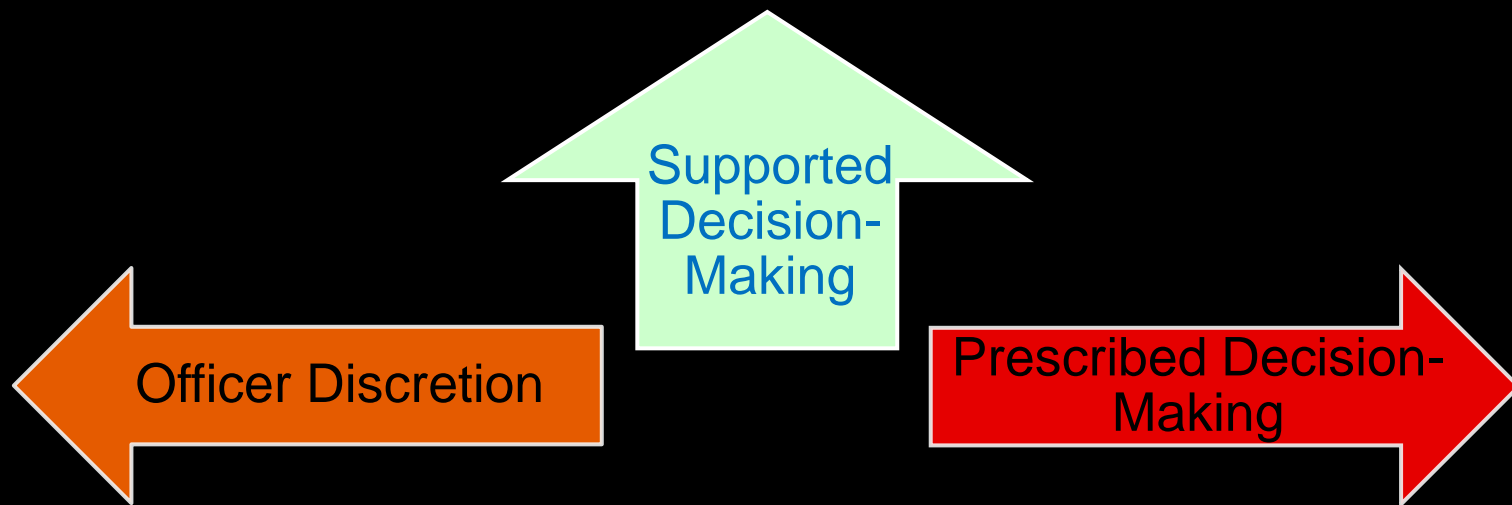 Supported
Decision-
Making
Officer Discretion
Prescribed Decision-
Making